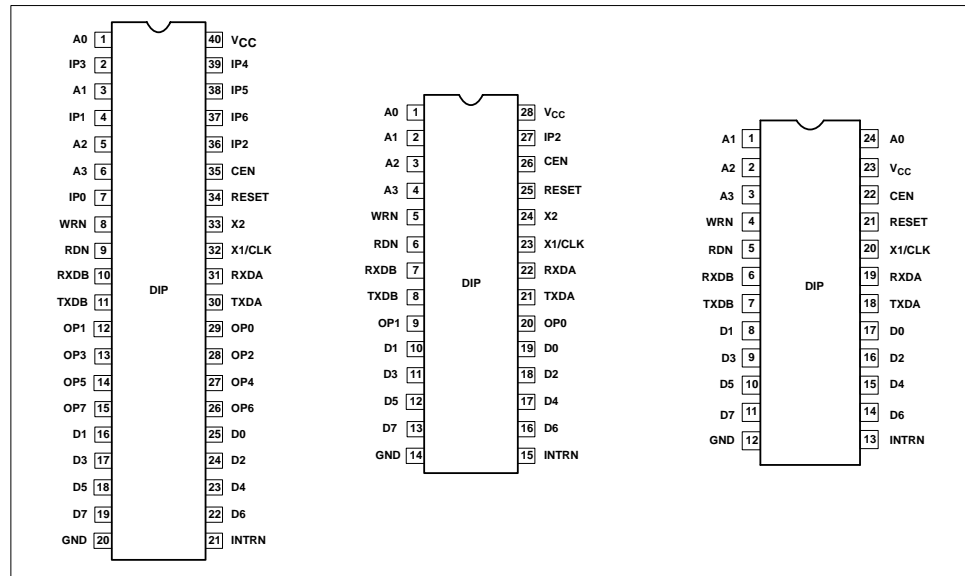 A0 1 40 VCC
IP3 2 39 IP4
A1 3 38 IP5
IP1 4 37 IP6
A2 5 36 IP2
A3 6 35 CEN
IP0 7 34 RESET
WRN 8 33 X2
RDN 9 32 X1/CLK
RXDB 10 31 RXDA
DIP
TXDB 11 30 TXDA
OP1 12 29 OP0
OP3 13 28 OP2
OP5 14 27 OP4
OP7 15 26 OP6
D1 16 25 D0
D3 17 24 D2
D5 18 23 D4
D7 19 22 D6
GND 20 21 INTRN
A0 1 28 VCC
A1 2 27 IP2
A2 3 26 CEN
A3 4 25 RESET
WRN 5 24 X2
RDN 6 23 X1/CLK
RXDB 7 22 RXDA
DIP
TXDB 8 21 TXDA
OP1 9 20 OP0
D1 10 19 D0
D3 11 18 D2
D5 12 17 D4
D7 13 16 D6
GND 14 15 INTRN
A1 1 24 A0
A2 2 23 VCC
A3 3 22 CEN
WRN 4 21 RESET
RDN 5 20 X1/CLK
RXDB 6 19 RXDA
DIP
TXDB 7 18 TXDA
D1 8 17 D0
D3 9 16 D2
D5 10 15 D4
D7 11 14 D6
GND 12 13 INTRN